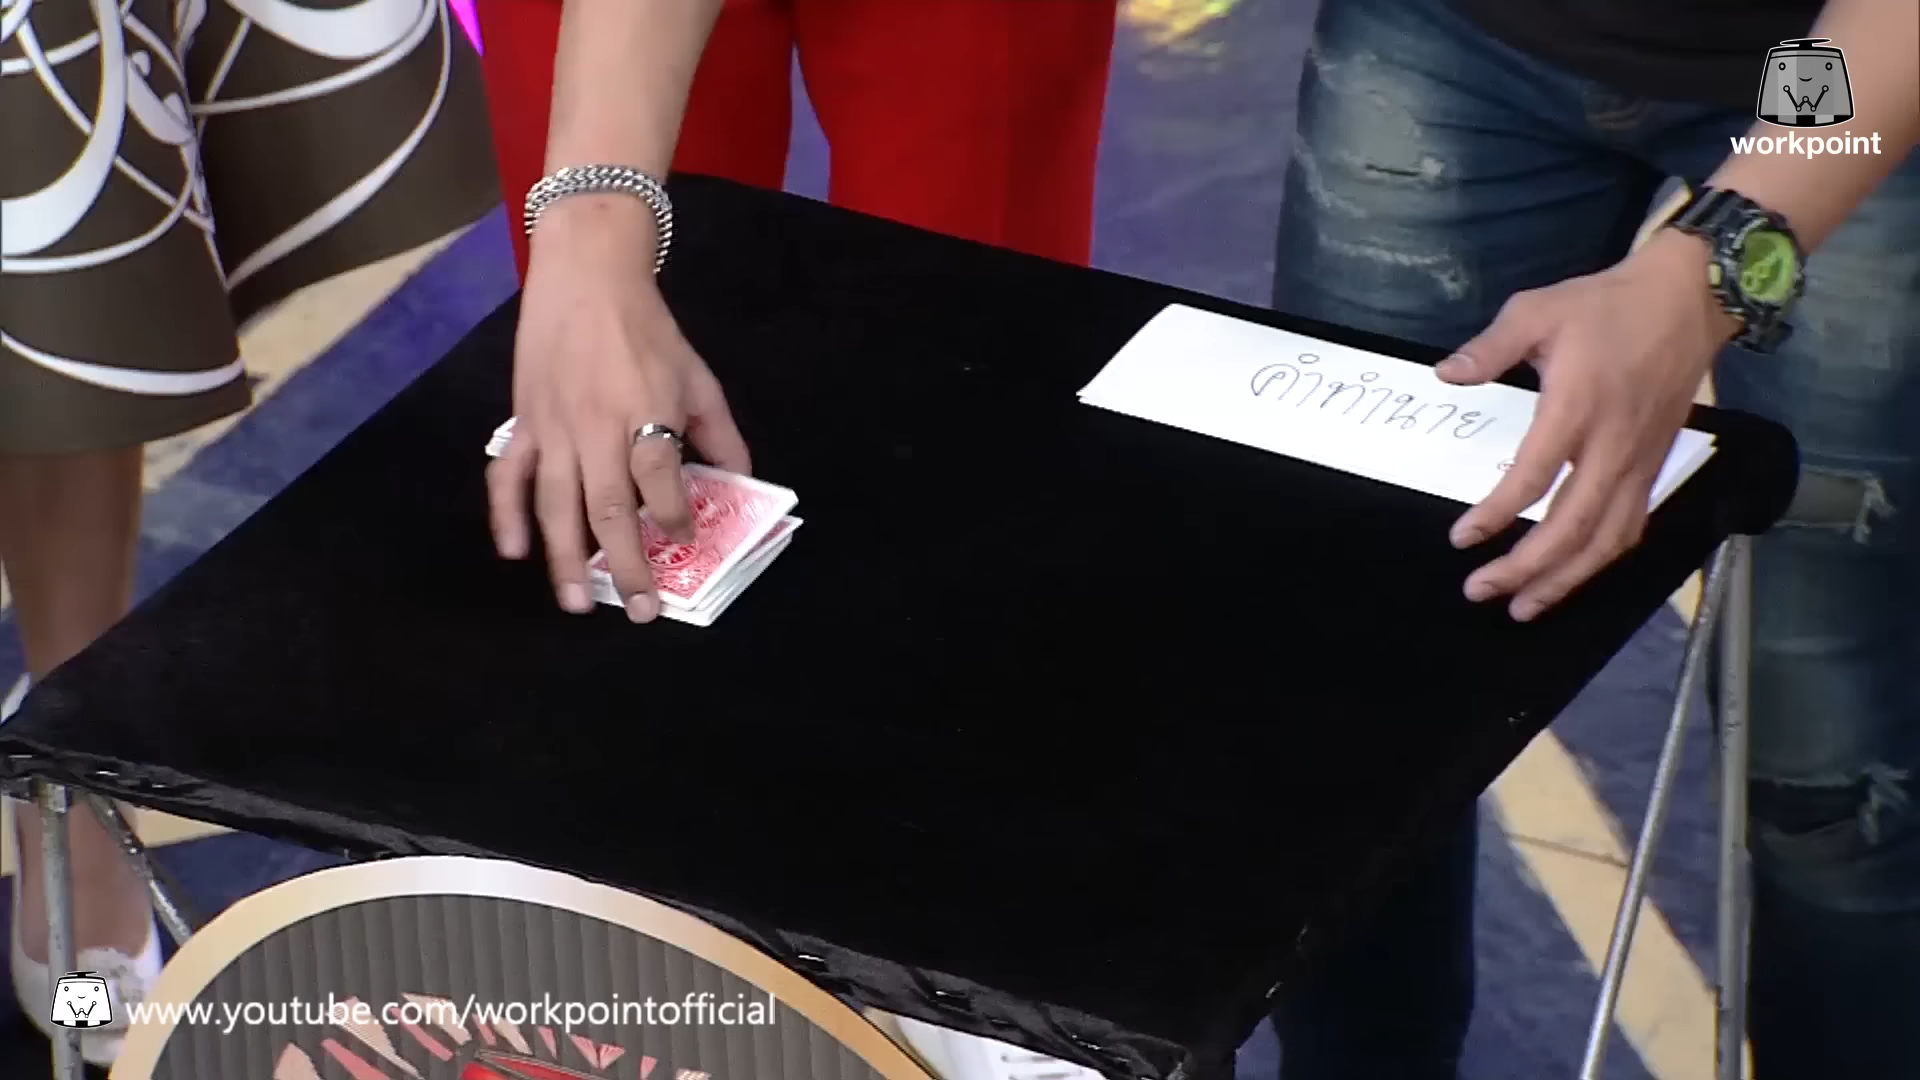 workpoint
คำทำนาย
www.youtube.com/workpointofficial